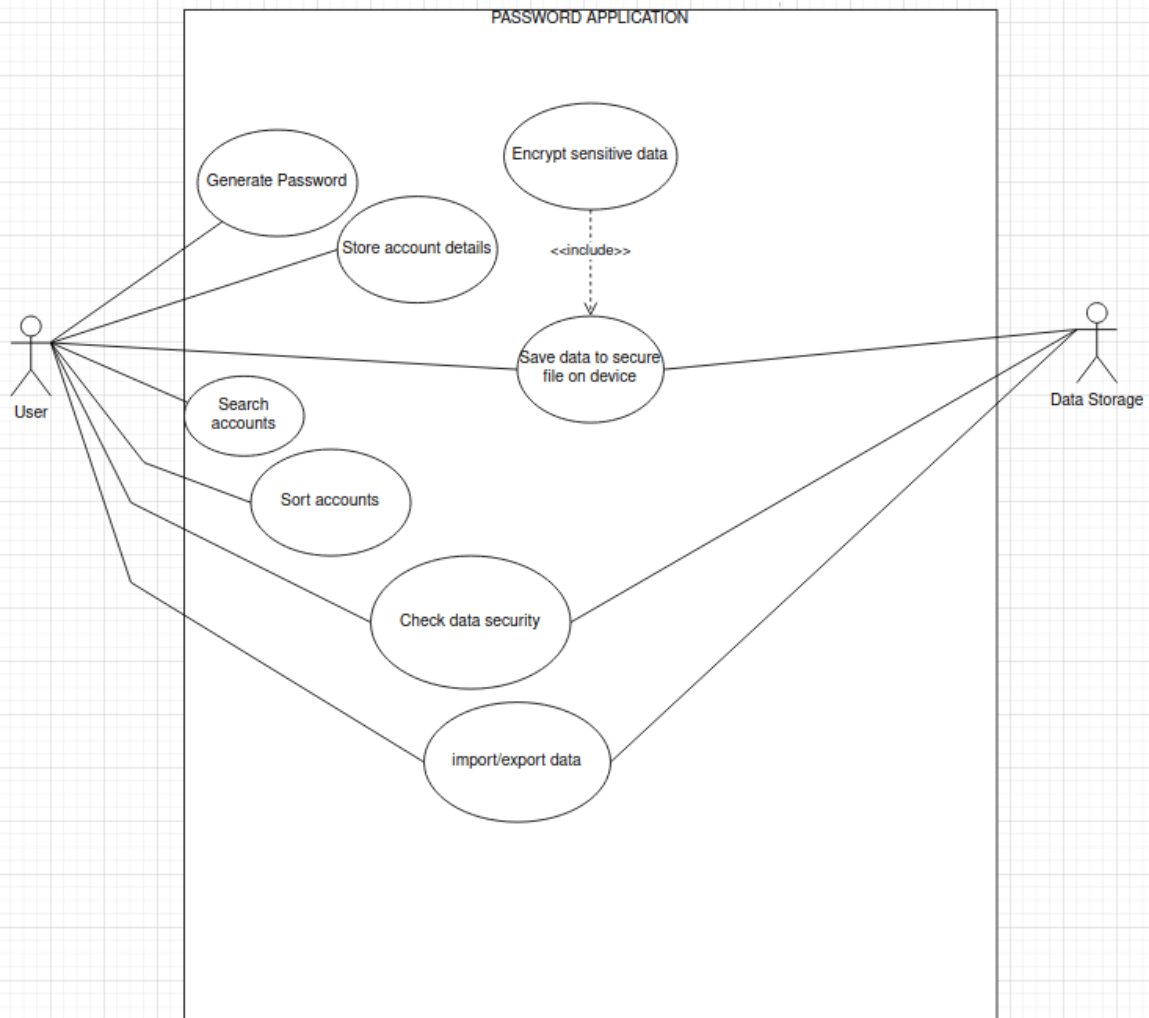 PASSWORD APPLICATION
Encrypt sensitive data
Generate Password
Store account details
<<include>>
Save data to secure
file on device
User
Data Storage
Search
accounts
Sort accounts
Check data security
import/export data